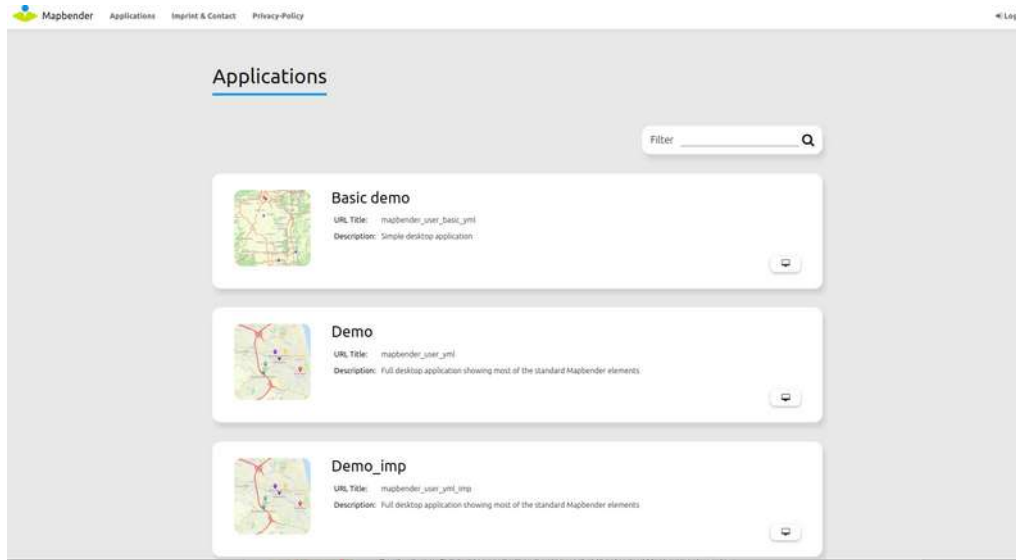 Mapbender Applications Imprint & Contact Privacy-Policy Log
Applications
Filter
Basic demo
URL Title: mapbender_user_basic_yml
Description: Simple desktop application
Demo
URL Title: mapbender_user_yml
Description: Full desktop application showing most of the standard Mapbender elements
Demo_imp
URL Title: mapbender_user_yml_imp
Description: Full desktop application showing most of the standard Mapbender elements